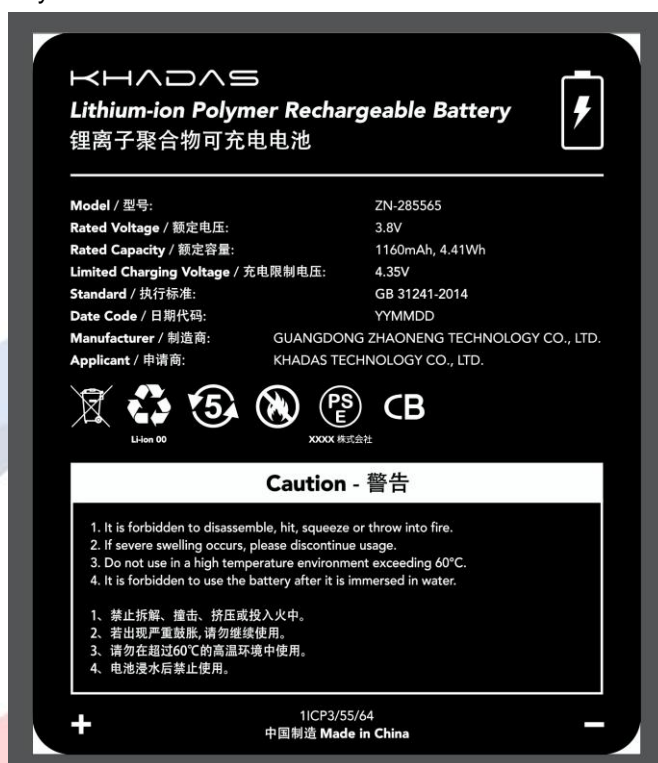 KHADAS
Lithium-ion Polymer Rechargeable Battery
锂离子聚合物可充电电池
Model / 型号: ZN-285565
Rated Voltage / 额定电压: 3.8V
Rated Capacity / 额定容量: 1160mAh, 4.41Wh
Limited Charging Voltage / 充电限制电压: 4.35V
Standard / 执行标准: GB 31241-2014
Date Code / 日期代码: YYMMDD
Manufacturer / 制造商: GUANGDONG ZHAONENG TECHNOLOGY CO., LTD.
Applicant / 申请商: KHADAS TECHNOLOGY CO., LTD.
5 PS E CB
Li-ion 00 XXXX 株式会社
Caution - 警告
1. It is forbidden to disassemble, hit, squeeze or throw into fire.
2. If severe swelling occurs, please discontinue usage.
3. Do not use in a high temperature environment exceeding 60°C.
4. It is forbidden to use the battery after it is immersed in water.
1、禁止拆解、撞击、挤压或投入火中。
2、若出现严重鼓胀,请勿继续使用。
3、请勿在超过60℃的高温环境中使用。
4、电池浸水后禁止使用。
+ 1ICP3/55/64 −
中国制造 Made in China